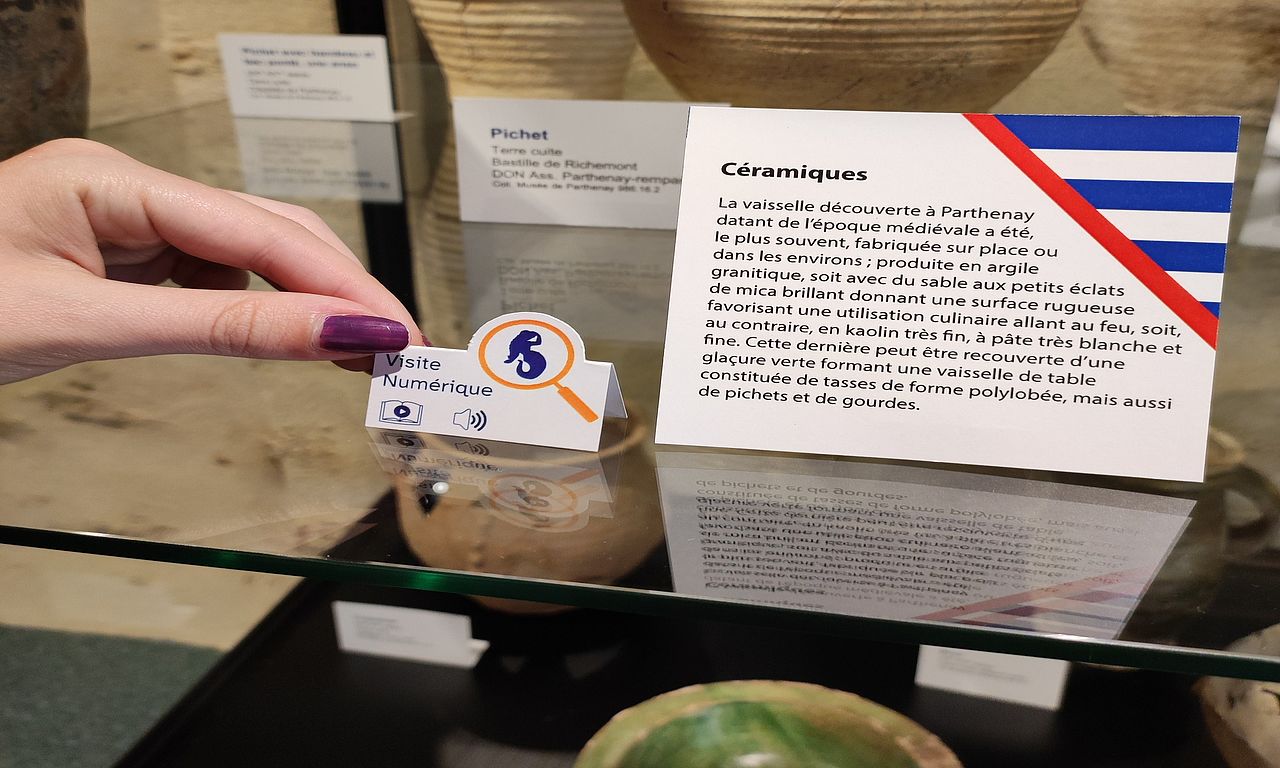 Pichet
Terre cuite
Bastille de Richemont
DON Ass. Parthenay-rempa
Coll. Musée de Parthenay 986.16.2
Céramiques
La vaisselle découverte à Parthenay
datant de l'époque médiévale a été,
le plus souvent, fabriquée sur place ou
dans les environs ; produite en argile
granitique, soit avec du sable aux petits éclats
de mica brillant donnant une surface rugueuse
favorisant une utilisation culinaire allant au feu, soit,
au contraire, en kaolin très fin, à pâte très blanche et
fine. Cette dernière peut être recouverte d'une
glaçure verte formant une vaisselle de table
constituée de tasses de forme polylobée, mais aussi
de pichets et de gourdes.
Visite
Numérique